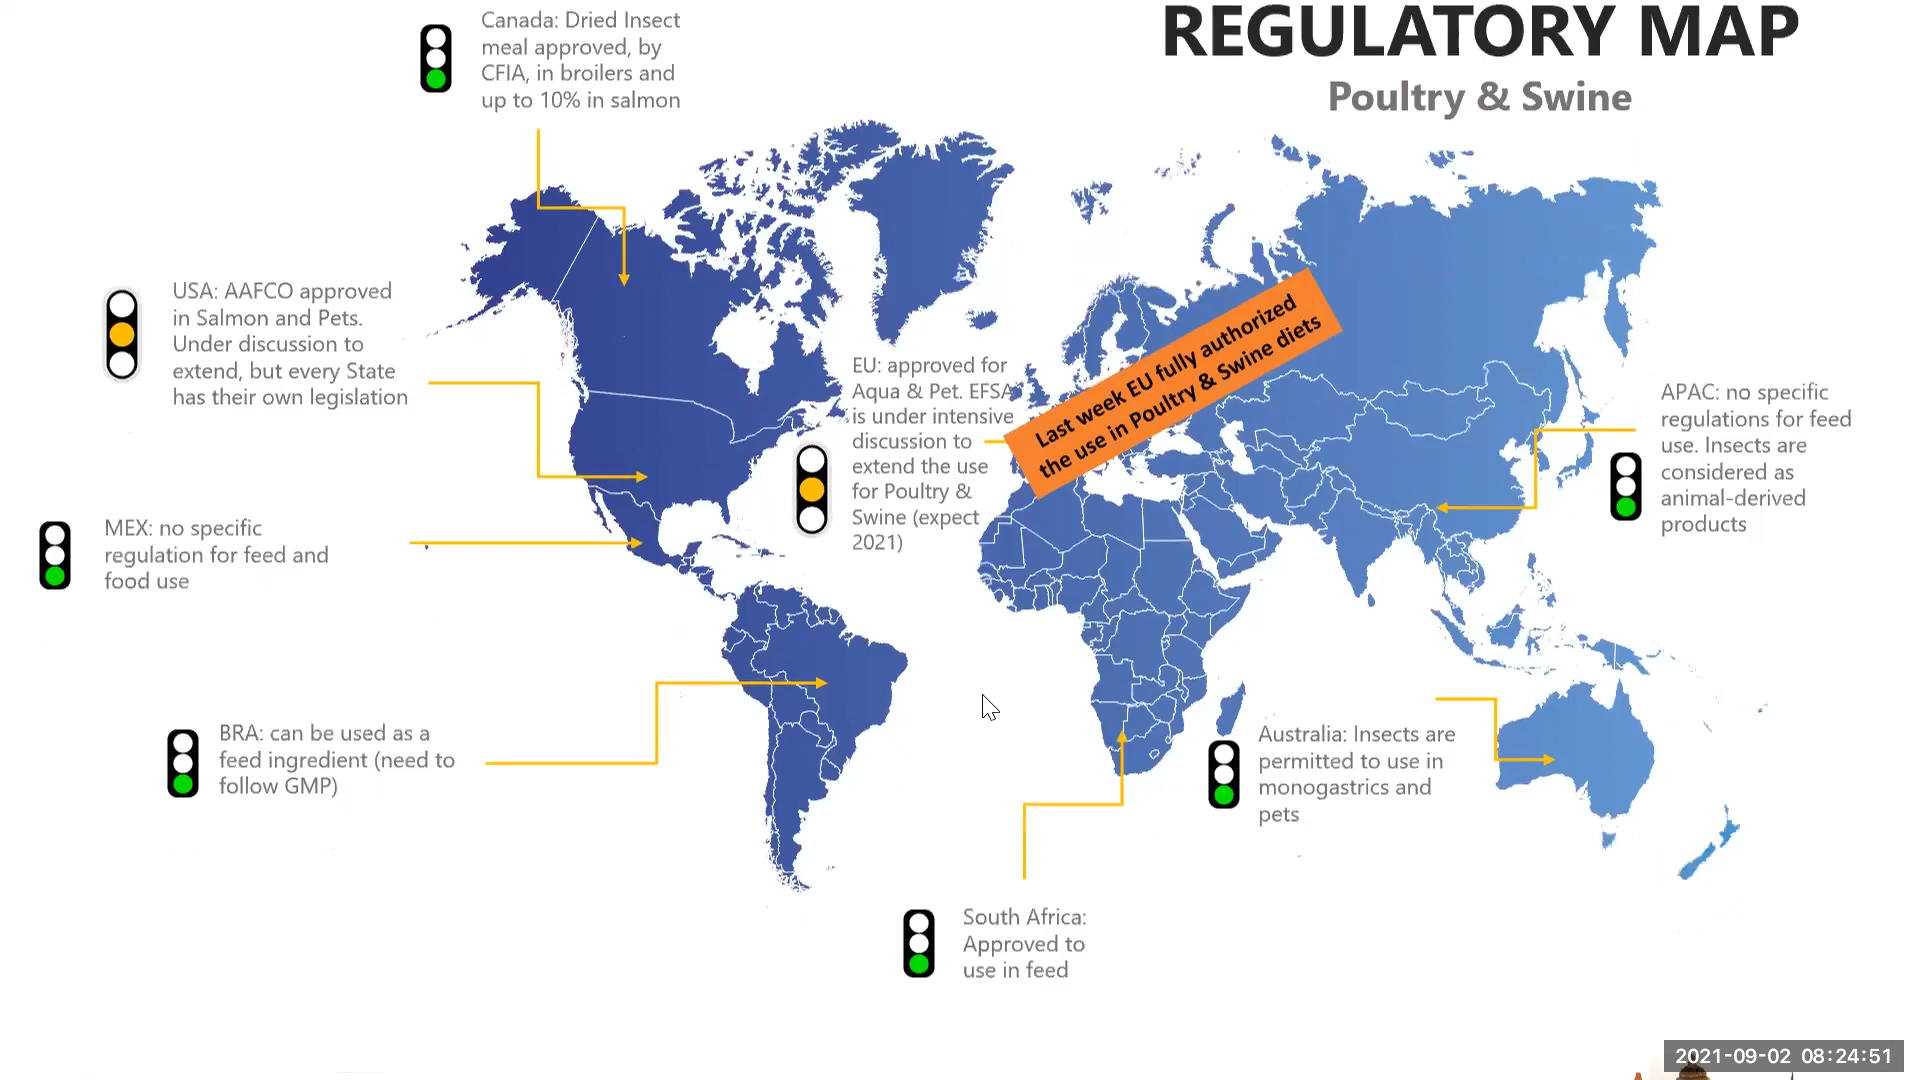 REGULATORY MAP
Poultry & Swine
Canada: Dried Insect
meal approved, by
CFIA, in broilers and
up to 10% in salmon
USA: AAFCO approved
in Salmon and Pets.
Under discussion to
extend, but every State
has their own legislation
EU: approved for
Aqua & Pet. EFSA
is under intensive
discussion to
extend the use
for Poultry &
Swine (expect
2021)
Last week EU fully authorized
the use in Poultry & Swine diets
APAC: no specific
regulations for feed
use. Insects are
considered as
animal-derived
products
MEX: no specific
regulation for feed and
food use
BRA: can be used as a
feed ingredient (need to
follow GMP)
Australia: Insects are
permitted to use in
monogastrics and
pets
South Africa:
Approved to
use in feed
2021-09-02 08:24:51